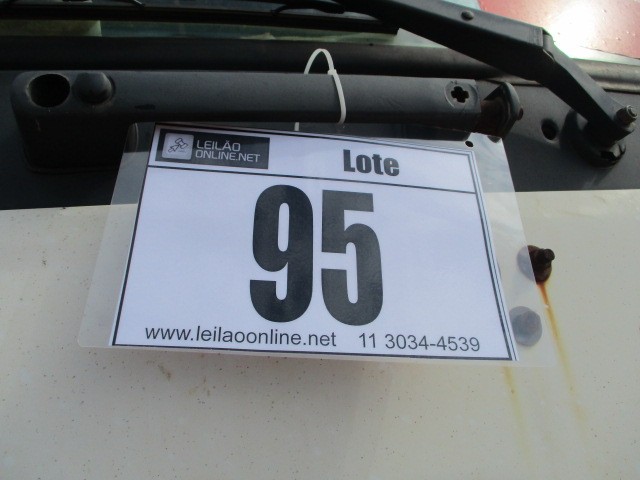 LEILÃO
ONLINE.NET
Lote
95
www.leilaoonline.net 11 3034-4539